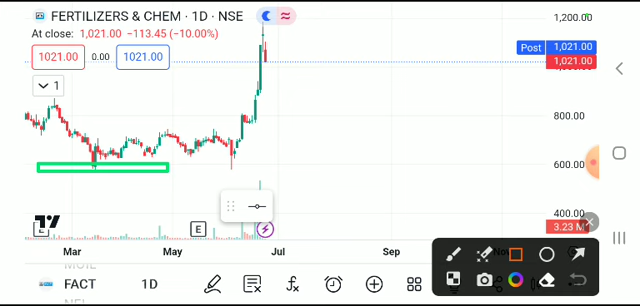 FERTILIZERS & CHEM · 1D · NSE
At close: 1,021.00 −113.45 (−10.00%)
1021.00 0.00 1021.00
1
1,200.00
Post 1,021.00
1,021.00
800.00
600.00
400.00
3.23 M
E
Mar May Jul Sep
FACT 1D